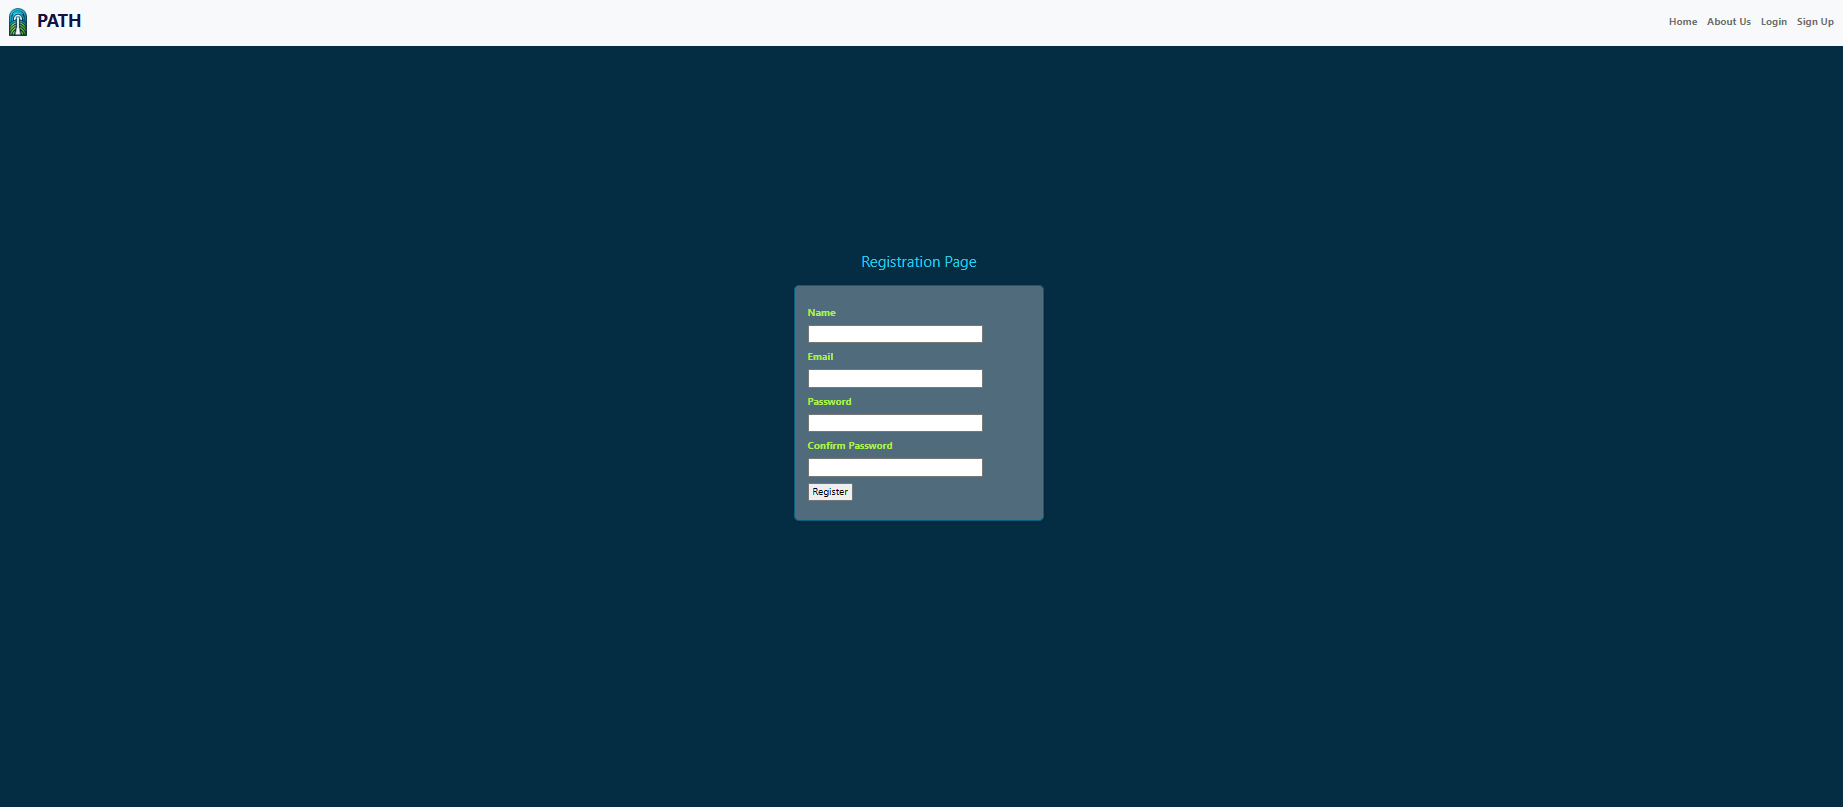 PATH
Home About Us Login Sign Up
Registration Page
Name
Email
Password
Confirm Password
Register